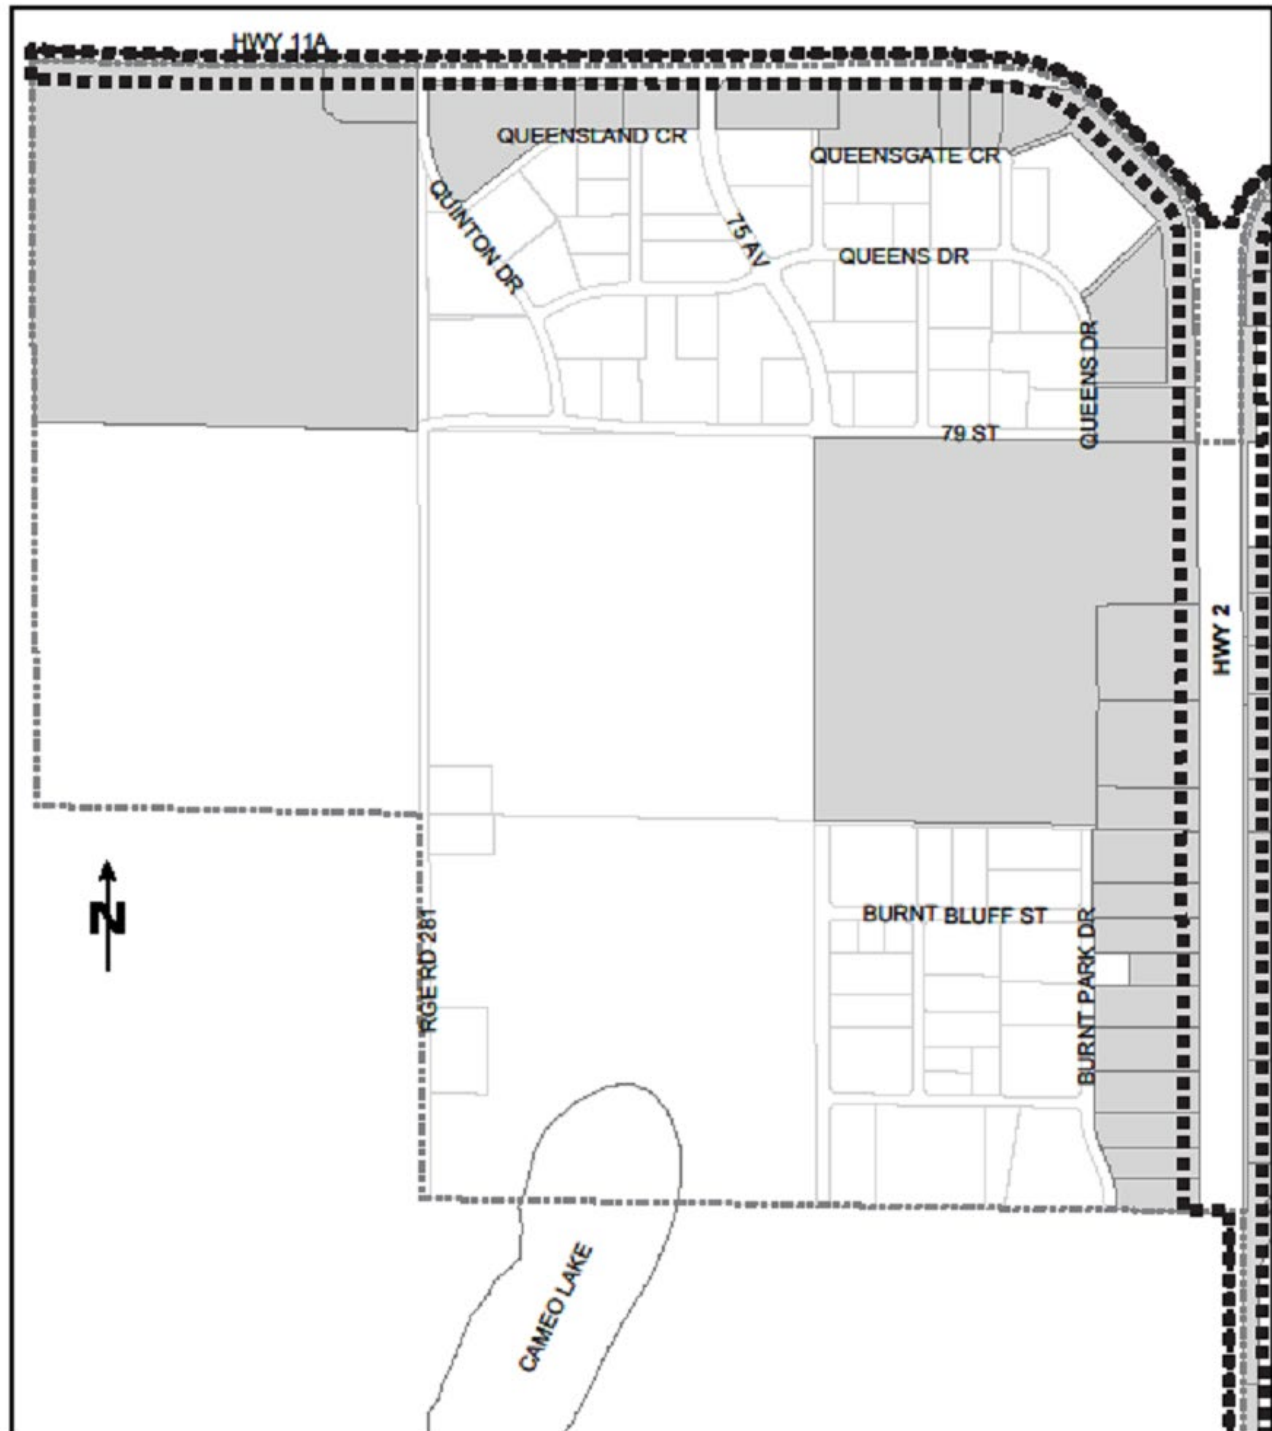 HWY 11A
QUEENSLAND CR
QUEENSGATE CR
QUINTON DR
75 AV
QUEENS DR
QUEENS DR
79 ST
HWY 2
N
BURNT BLUFF ST
RGE RD 281
BURNT PARK DR
CAMEO LAKE